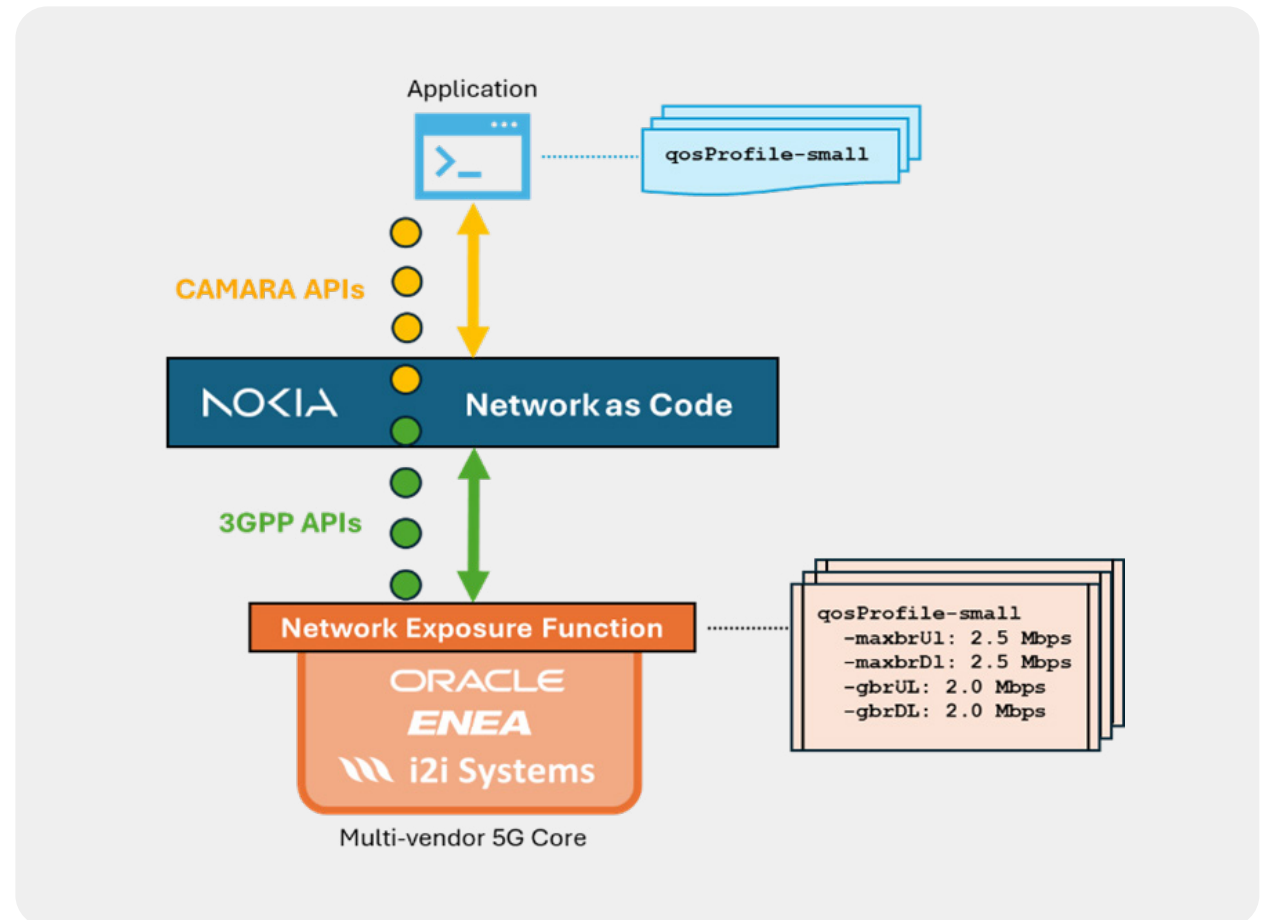 Application
>_
qosProfile-small
CAMARA APIs
NOKIA
Network as Code
3GPP APIs
Network Exposure Function
qosProfile-small
-maxbrUl: 2.5 Mbps
-maxbrDl: 2.5 Mbps
-gbrUL: 2.0 Mbps
-gbrDL: 2.0 Mbps
ORACLE
ENEA
i2i Systems
Multi-vendor 5G Core